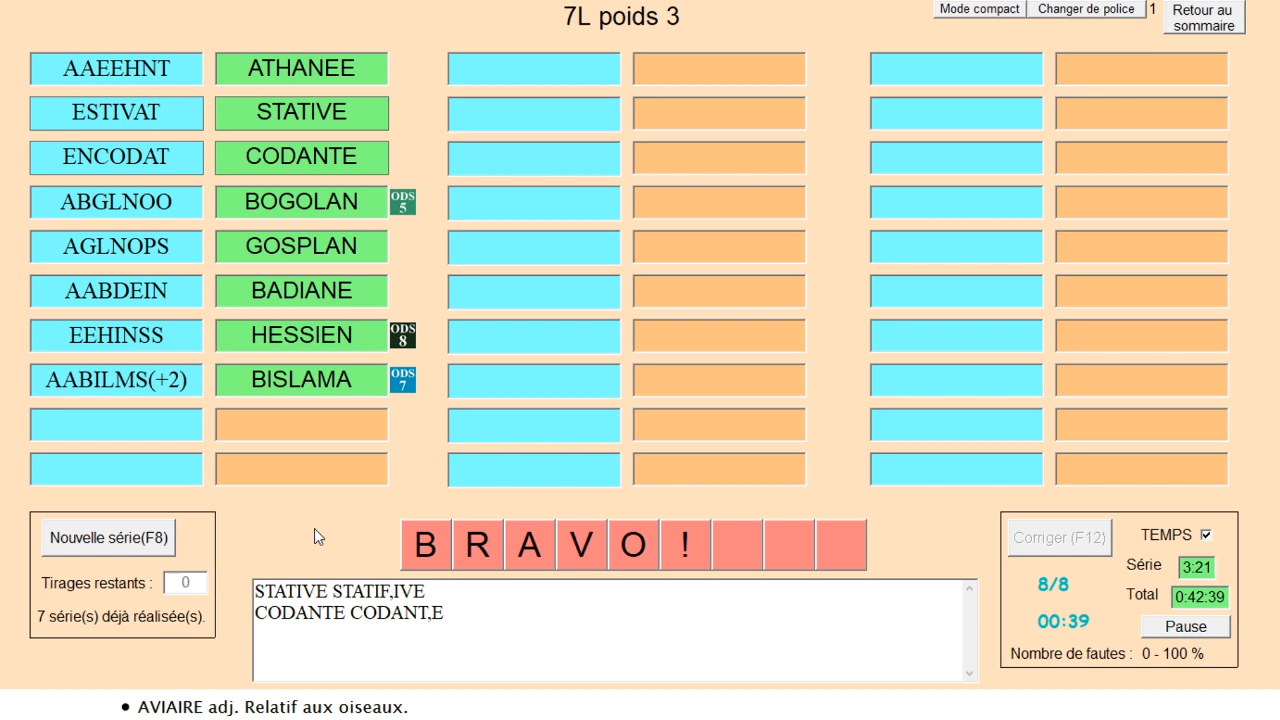 7L poids 3
Mode compact Changer de police 1 Retour au sommaire
AAEEHNT ATHANEE
ESTIVAT STATIVE
ENCODAT CODANTE
ABGLNOO BOGOLAN ODS 5
AGLNOPS GOSPLAN
AABDEIN BADIANE
EEHINSS HESSIEN ODS 8
AABILMS(+2) BISLAMA ODS 7
Nouvelle série(F8)
Tirages restants : 0
7 série(s) déjà réalisée(s).
BRAVO!
STATIVE STATIF,IVE
CODANTE CODANT,E
Corriger (F12) TEMPS
Série 3:21
8/8
Total 0:42:39
00:39
Pause
Nombre de fautes : 0 - 100 %
• AVIAIRE adj. Relatif aux oiseaux.